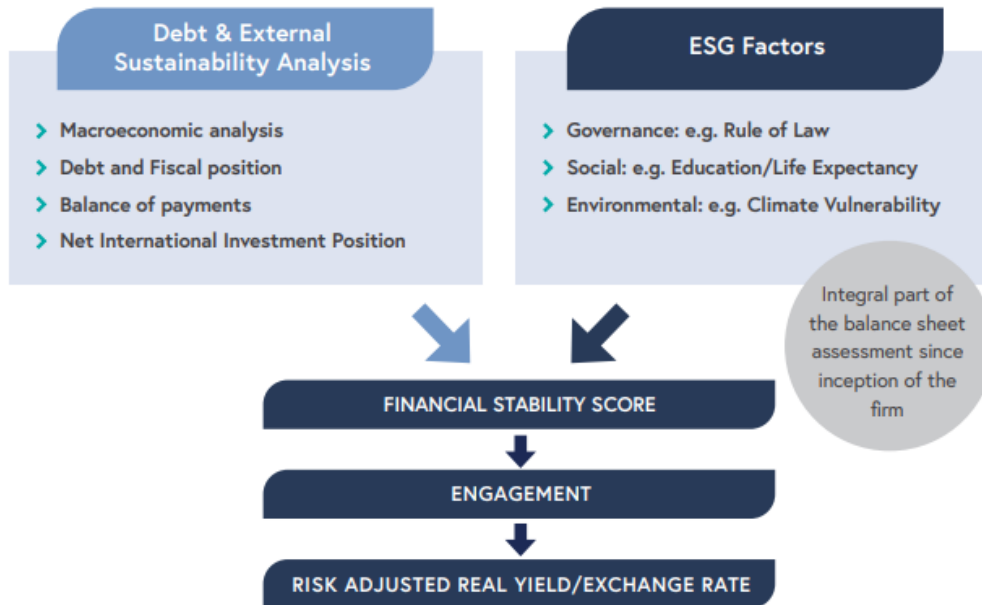 Debt & External
Sustainability Analysis
Macroeconomic analysis
Debt and Fiscal position
Balance of payments
Net International Investment Position
ESG Factors
Governance: e.g. Rule of Law
Social: e.g. Education/Life Expectancy
Environmental: e.g. Climate Vulnerability
Integral part of
the balance sheet
assessment since
inception of the
firm
FINANCIAL STABILITY SCORE
ENGAGEMENT
RISK ADJUSTED REAL YIELD/EXCHANGE RATE